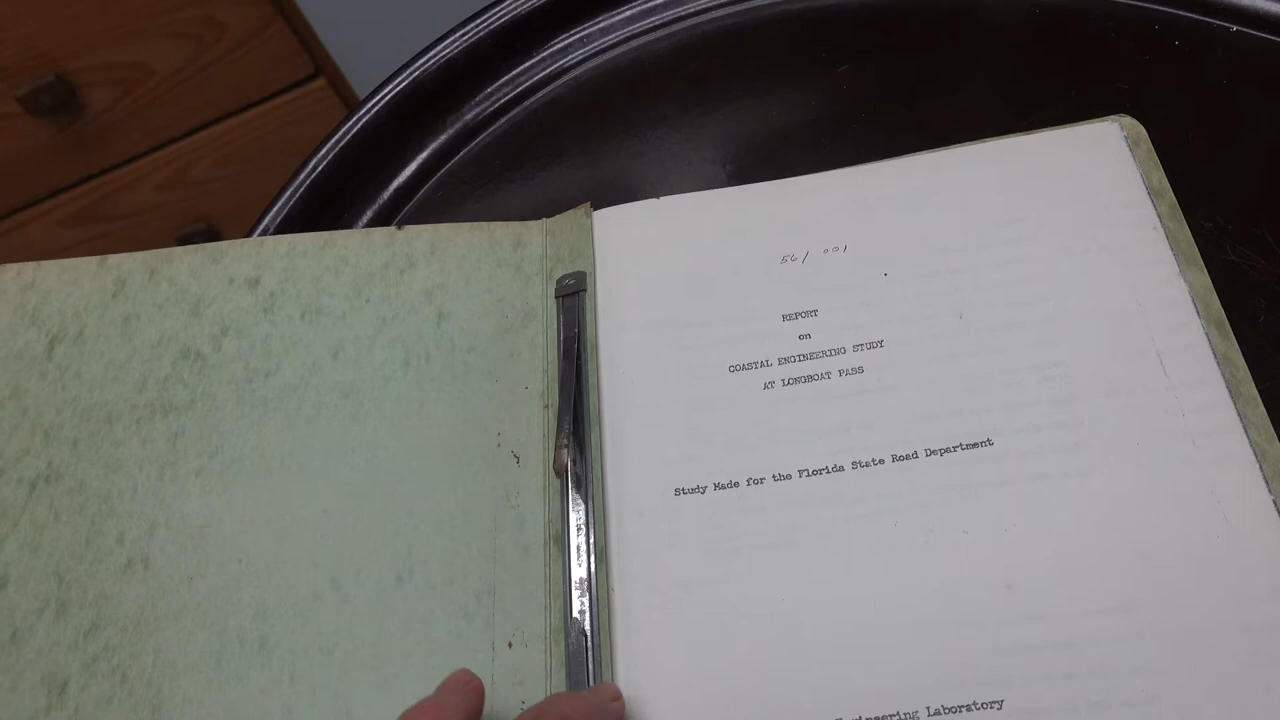 56/ 001
REPORT
on
COASTAL ENGINEERING STUDY
AT LONGBOAT PASS
Study Made for the Florida State Road Department
Laboratory